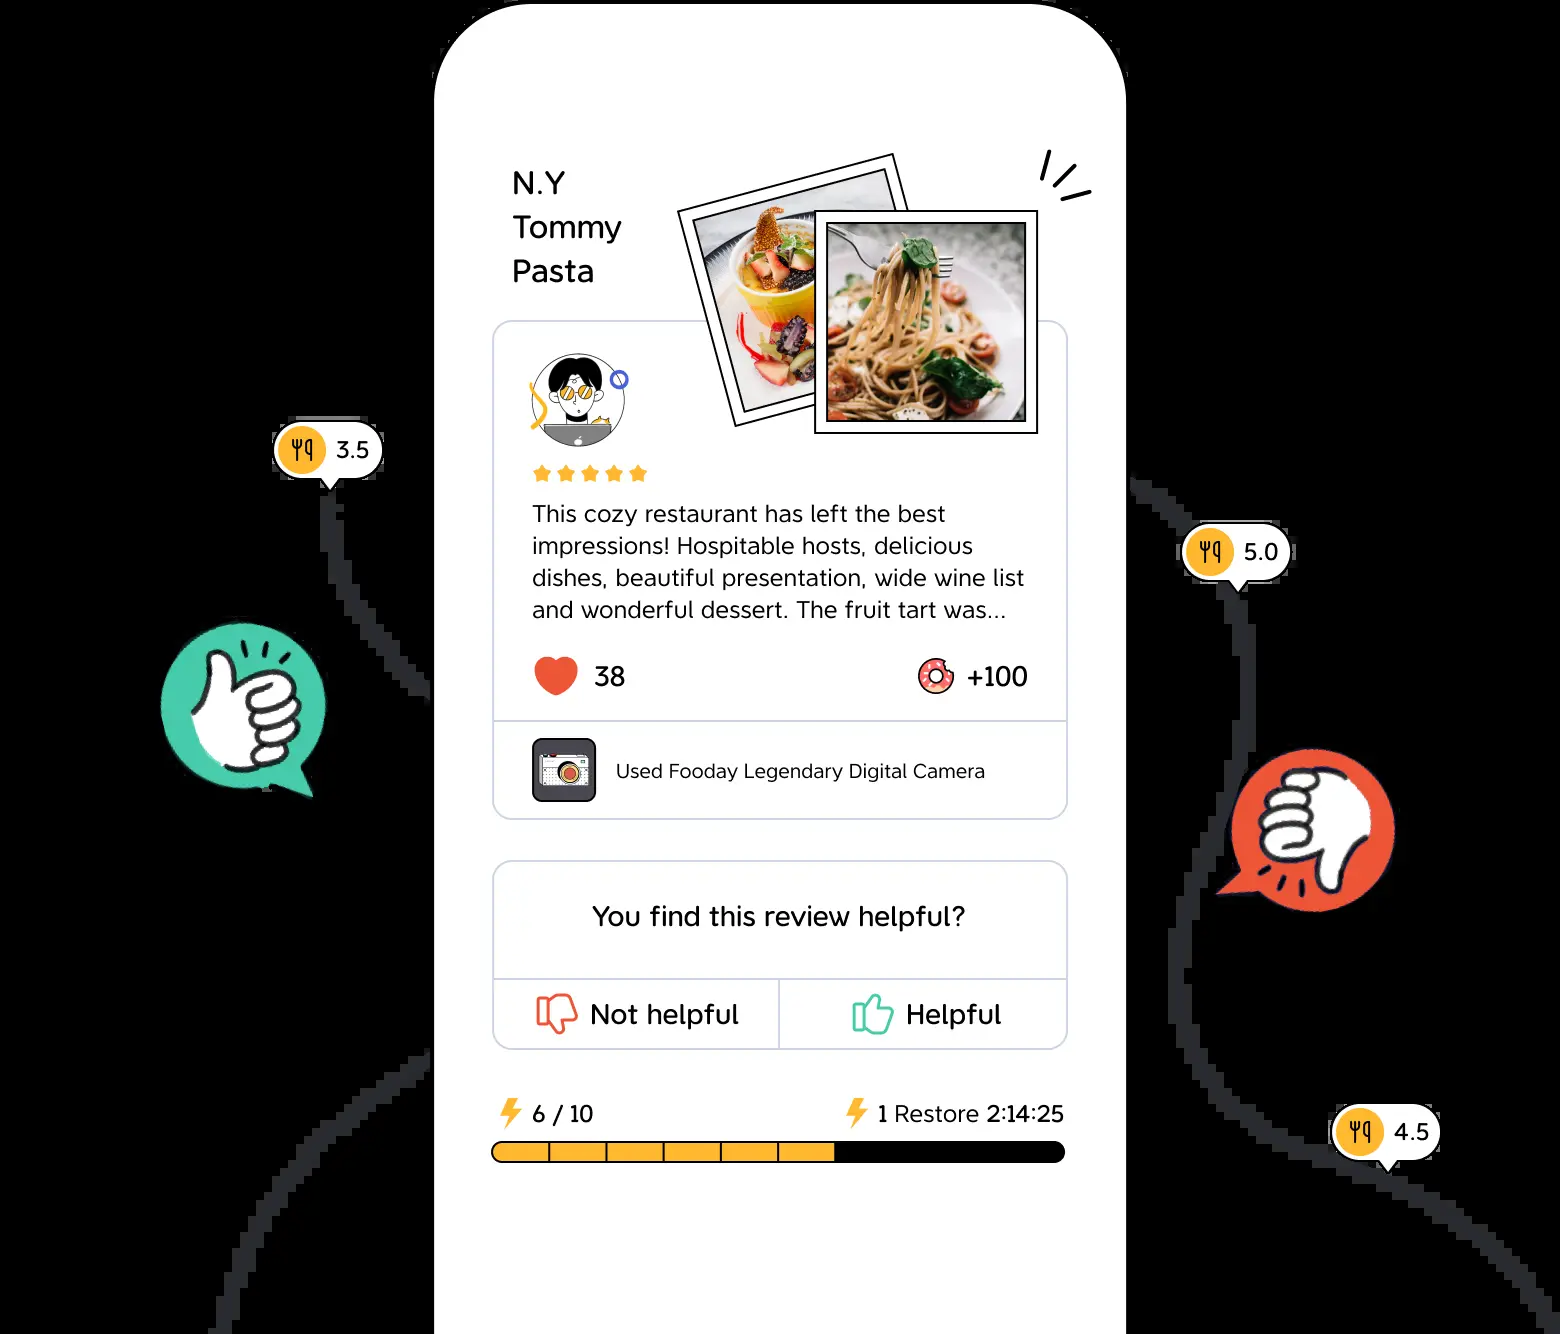 N.Y
Tommy
Pasta
This cozy restaurant has left the best
impressions! Hospitable hosts, delicious
dishes, beautiful presentation, wide wine list
and wonderful dessert. The fruit tart was...
38
+100
Used Fooday Legendary Digital Camera
You find this review helpful?
Not helpful
Helpful
6 / 10
1 Restore 2:14:25
3.5
5.0
4.5